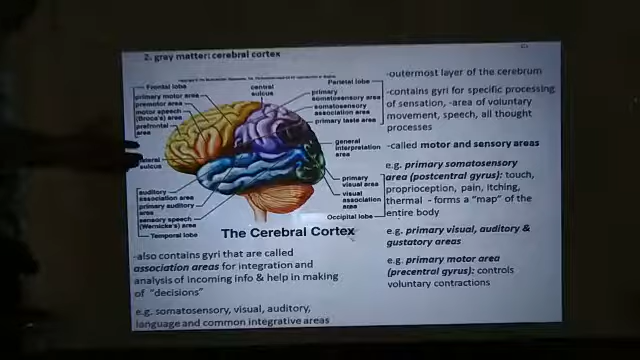 2. grey matter: cerebral cortex
Frontal lobe
primary motor area
premotor area
motor speech
(Broca's) area
prefrontal
area
lateral
sulcus
central
sulcus
Parietal lobe
primary
somatosensory area
somatosensory
association area
primary taste area
general
interpretation
area
primary
visual area
visual
association
area
Occipital lobe
auditory
association area
primary auditory
area
sensory speech
(Wernicke's) area
Temporal lobe
The Cerebral Cortex
-also contains gyri that are called
association areas for integration and
analysis of incoming info & help in making
of "decisions"
e.g. somatosensory, visual, auditory,
language and common integrative areas
-outermost layer of the cerebrum
-contains gyri for specific processing
of sensation, -area of voluntary
movement, speech, all thought
processes
-called motor and sensory areas
e.g. primary somatosensory
area (postcentral gyrus): touch,
proprioception, pain, itching,
thermal - forms a "map" of the
entire body
e.g. primary visual, auditory &
gustatory areas
e.g. primary motor area
(precentral gyrus): controls
voluntary contractions